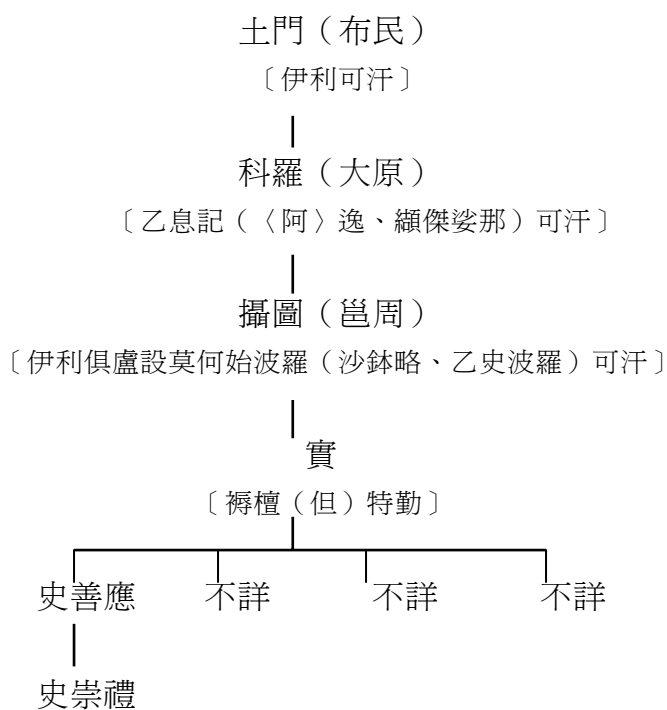 土門（布民）
〔伊利可汗〕
科羅（大原）
〔乙息記（〈阿〉逸、纈傑娑那）可汗〕
攝圖（邕周）
〔伊利俱盧設莫何始波羅（沙鉢略、乙史波羅）可汗〕
實
〔褥檀（但）特勤〕
史善應 不詳 不詳 不詳
史崇禮